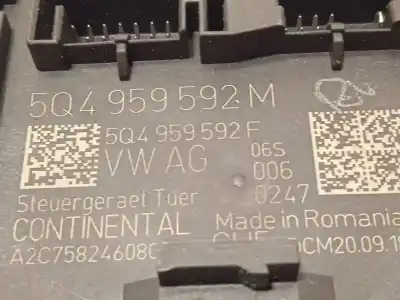 5Q4 959 592 M
5Q4 959 592 F
VW AG 06S
006
Steuergeraet Tuer 0247
CONTINENTAL Made in Romania